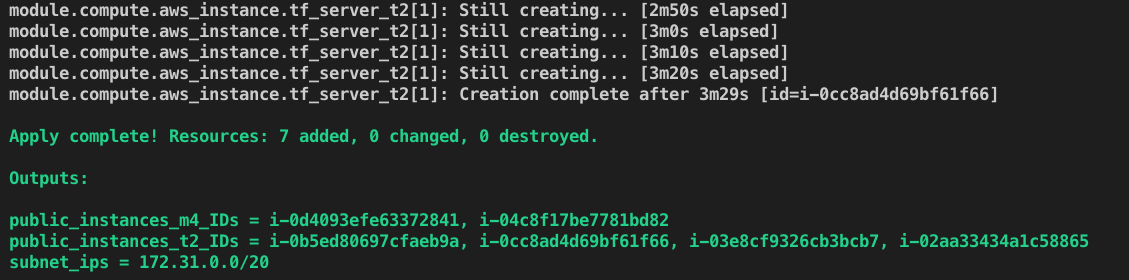 module.compute.aws_instance.tf_server_t2[1]: Still creating... [2m50s elapsed]
module.compute.aws_instance.tf_server_t2[1]: Still creating... [3m0s elapsed]
module.compute.aws_instance.tf_server_t2[1]: Still creating... [3m10s elapsed]
module.compute.aws_instance.tf_server_t2[1]: Still creating... [3m20s elapsed]
module.compute.aws_instance.tf_server_t2[1]: Creation complete after 3m29s [id=i-0cc8ad4d69bf61f66]
Apply complete! Resources: 7 added, 0 changed, 0 destroyed.
Outputs:
public_instances_m4_IDs = i-0d4093efe63372841, i-04c8f17be7781bd82
public_instances_t2_IDs = i-0b5ed80697cfaeb9a, i-0cc8ad4d69bf61f66, i-03e8cf9326cb3bcb7, i-02aa33434a1c58865
subnet_ips = 172.31.0.0/20